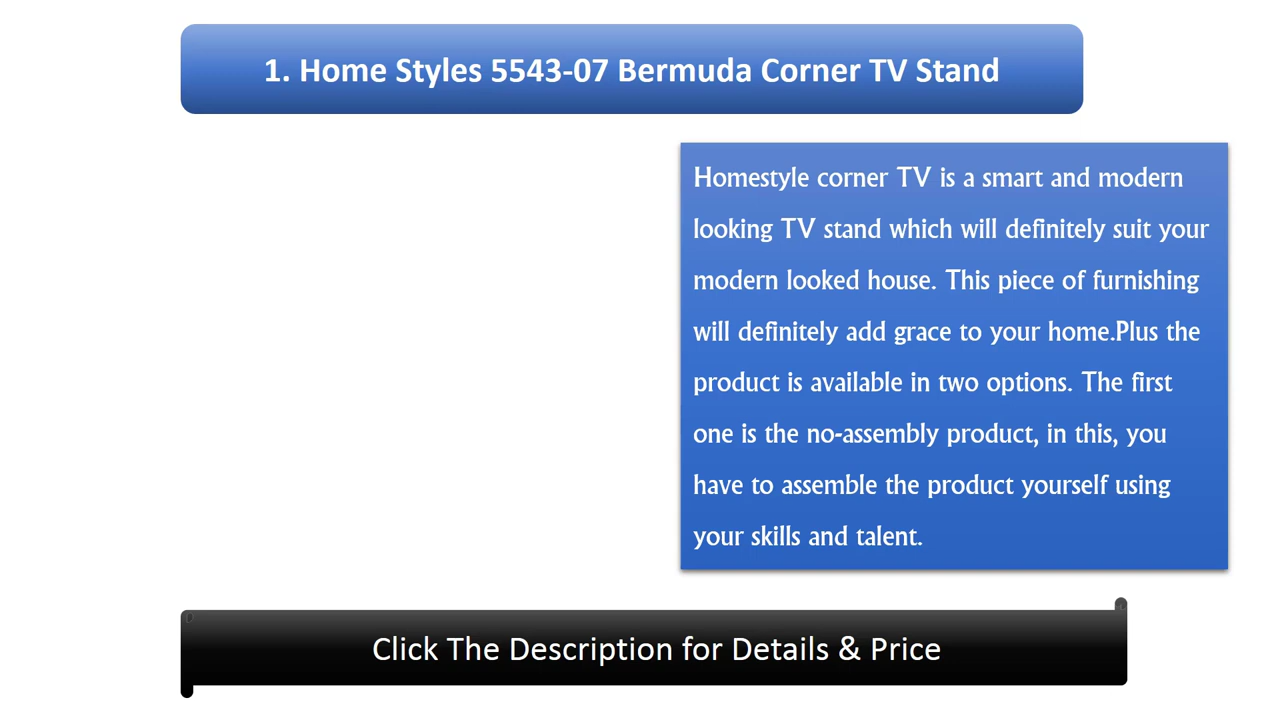 1. Home Styles 5543-07 Bermuda Corner TV Stand
Homestyle corner TV is a smart and modern
looking TV stand which will definitely suit your
modern looked house. This piece of furnishing
will definitely add grace to your home.Plus the
product is available in two options. The first
one is the no-assembly product, in this, you
have to assemble the product yourself using
your skills and talent.
Click The Description for Details & Price